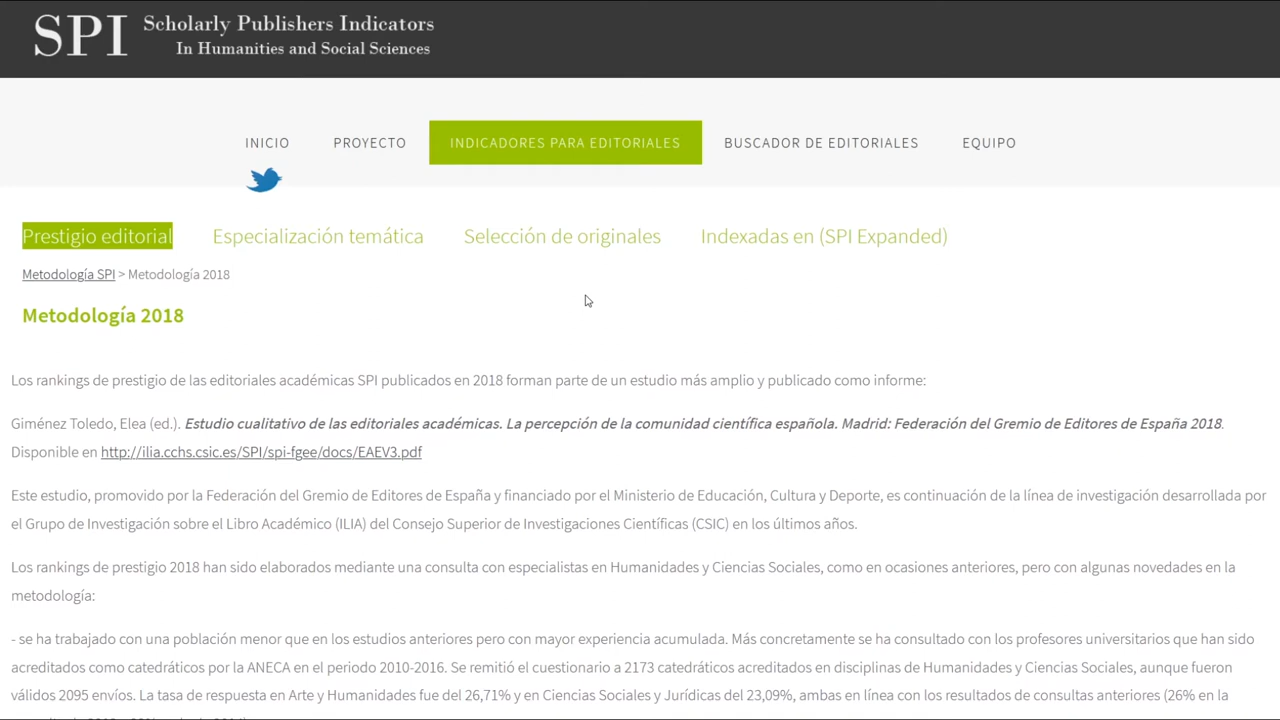 SPI Scholarly Publishers Indicators
In Humanities and Social Sciences
INICIO PROYECTO INDICADORES PARA EDITORIALES BUSCADOR DE EDITORIALES EQUIPO
Prestigio editorial Especialización temática Selección de originales Indexadas en (SPI Expanded)
Metodología SPI > Metodología 2018
Metodología 2018
Los rankings de prestigio de las editoriales académicas SPI publicados en 2018 forman parte de un estudio más amplio y publicado como informe:
Giménez Toledo, Elea (ed.). Estudio cualitativo de las editoriales académicas. La percepción de la comunidad científica española. Madrid: Federación del Gremio de Editores de España 2018.
Disponible en http://ilia.cchs.csic.es/SPI/spi-fgee/docs/EAEV3.pdf
Este estudio, promovido por la Federación del Gremio de Editores de España y financiado por el Ministerio de Educación, Cultura y Deporte, es continuación de la línea de investigación desarrollada por
el Grupo de Investigación sobre el Libro Académico (ILIA) del Consejo Superior de Investigaciones Científicas (CSIC) en los últimos años.
Los rankings de prestigio 2018 han sido elaborados mediante una consulta con especialistas en Humanidades y Ciencias Sociales, como en ocasiones anteriores, pero con algunas novedades en la
metodología:
- se ha trabajado con una población menor que en los estudios anteriores pero con mayor experiencia acumulada. Más concretamente se ha consultado con los profesores universitarios que han sido
acreditados como catedráticos por la ANECA en el periodo 2010-2016. Se remitió el cuestionario a 2173 catedráticos acreditados en disciplinas de Humanidades y Ciencias Sociales, aunque fueron
válidos 2095 envíos. La tasa de respuesta en Arte y Humanidades fue del 26,71% y en Ciencias Sociales y Jurídicas del 23,09%, ambas en línea con los resultados de consultas anteriores (26% en la